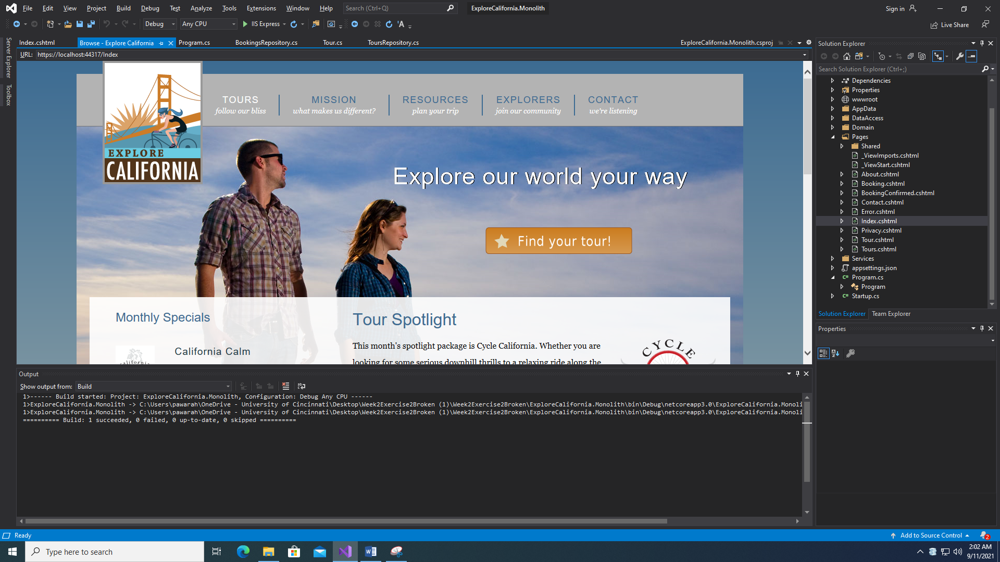 File Edit View Project Build Debug Test Analyze Tools Extensions Window Help Search (Ctrl+Q) ExploreCalifornia.Monolith Sign in
Debug Any CPU IIS Express Live Share
Server Explorer
Toolbox
Index.cshtml Browse - Explore California Program.cs BookingsRepository.cs Tour.cs ToursRepository.cs ExploreCalifornia.Monolith.csproj
URL: https://localhost:44317/Index
EXPLORE
CALIFORNIA
TOURS
follow our bliss
MISSION
what makes us different?
RESOURCES
plan your trip
EXPLORERS
join our community
CONTACT
we're listening
Explore our world your way
Find your tour!
Monthly Specials
California Calm
california
Tour Spotlight
This month's spotlight package is Cycle California. Whether you are
looking for some serious downhill thrills to a relaxing ride along the
CYCLE
Output
Show output from: Build
1>------ Build started: Project: ExploreCalifornia.Monolith, Configuration: Debug Any CPU ------
1>ExploreCalifornia.Monolith -> C:\Users\pawarah\OneDrive - University of Cincinnati\Desktop\Week2Exercise2Broken (1)\Week2Exercise2Broken\ExploreCalifornia.Monolith\bin\Debug\netcoreapp3.0\ExploreCalifornia.Monoli
1>ExploreCalifornia.Monolith -> C:\Users\pawarah\OneDrive - University of Cincinnati\Desktop\Week2Exercise2Broken (1)\Week2Exercise2Broken\ExploreCalifornia.Monolith\bin\Debug\netcoreapp3.0\ExploreCalifornia.Monoli
========== Build: 1 succeeded, 0 failed, 0 up-to-date, 0 skipped ==========
Solution Explorer
Search Solution Explorer (Ctrl+;)
Dependencies
Properties
wwwroot
AppData
DataAccess
Domain
Pages
Shared
_ViewImports.cshtml
_ViewStart.cshtml
About.cshtml
Booking.cshtml
BookingConfirmed.cshtml
Contact.cshtml
Error.cshtml
Index.cshtml
Privacy.cshtml
Tour.cshtml
Tours.cshtml
Services
appsettings.json
C# Program.cs
Program
C# Startup.cs
Solution Explorer Team Explorer
Properties
Ready Add to Source Control 2
Type here to search
2:02 AM
9/11/2021